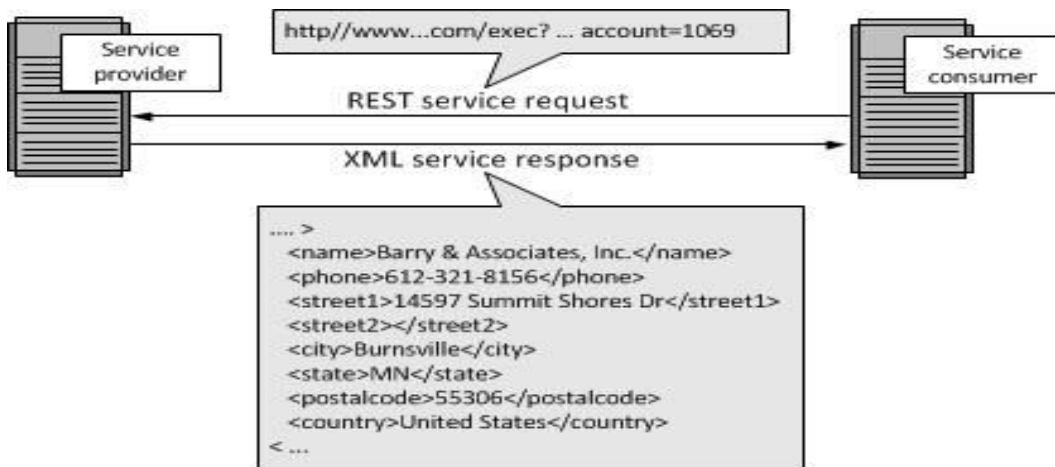 http//www...com/exec? ... account=1069
Service
provider
Service
consumer
REST service request
XML service response
.... >
<name>Barry & Associates, Inc.</name>
<phone>612-321-8156</phone>
<street1>14597 Summit Shores Dr</street1>
<street2></street2>
<city>Burnsville</city>
<state>MN</state>
<postalcode>55306</postalcode>
<country>United States</country>
< ...